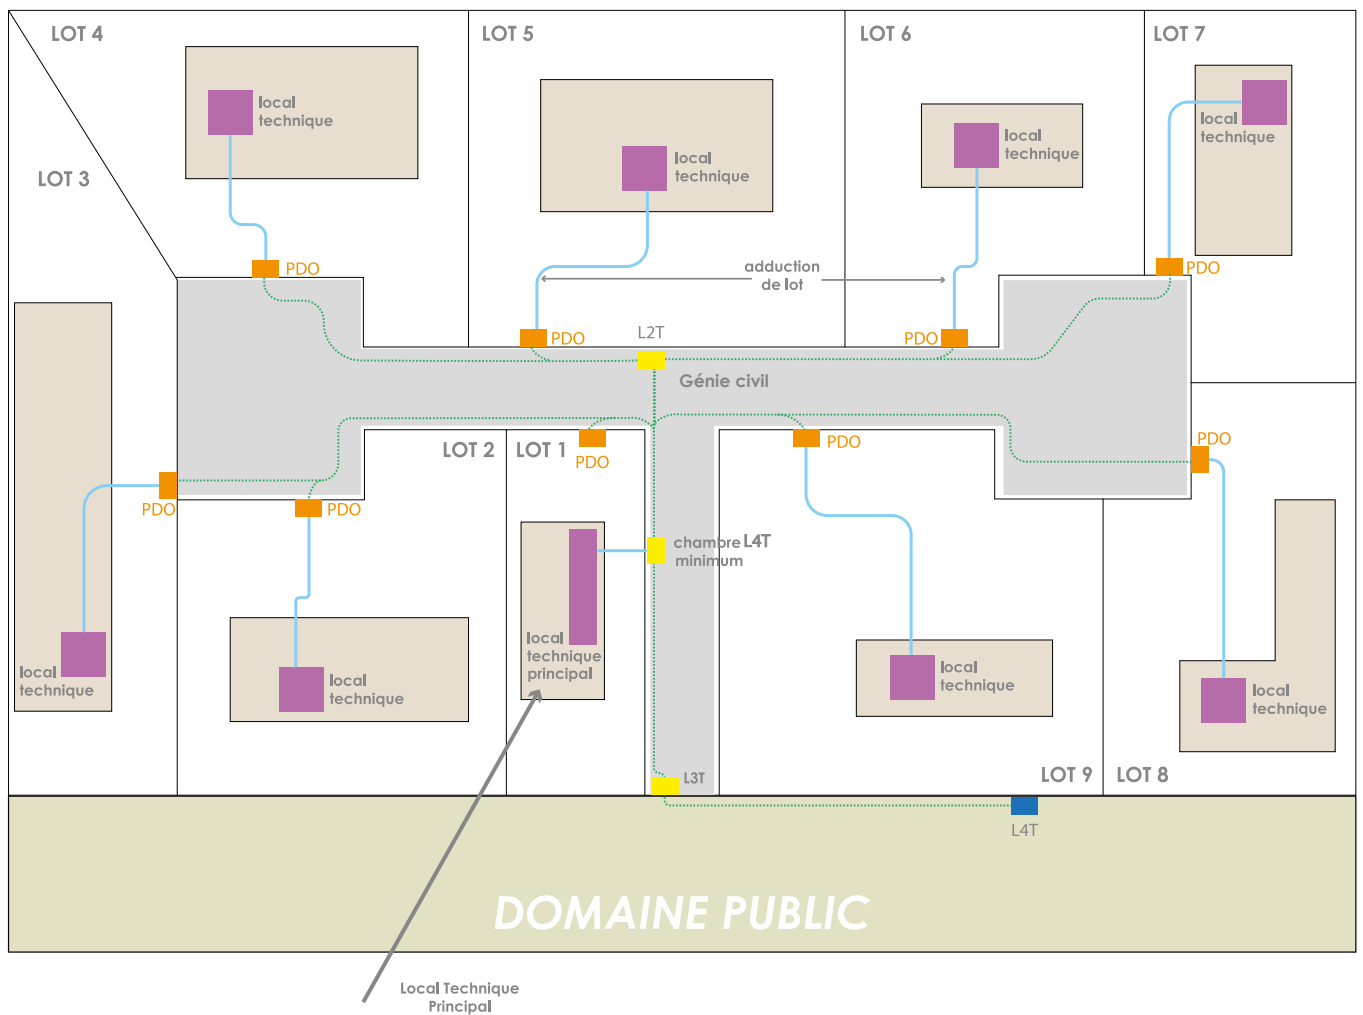 LOT 4
LOT 5
LOT 6
LOT 7
local
technique
local
technique
local
technique
local
technique
LOT 3
PDO
adduction
de lot
PDO
L2T
PDO
PDO
PDO
Génie civil
LOT 2
LOT 1
PDO
PDO
PDO
PDO
PDO
chambre L4T
minimum
local
technique
principal
local
technique
local
technique
local
technique
local
technique
L3T
LOT 9
LOT 8
L4T
DOMAINE PUBLIC
Local Technique
Principal